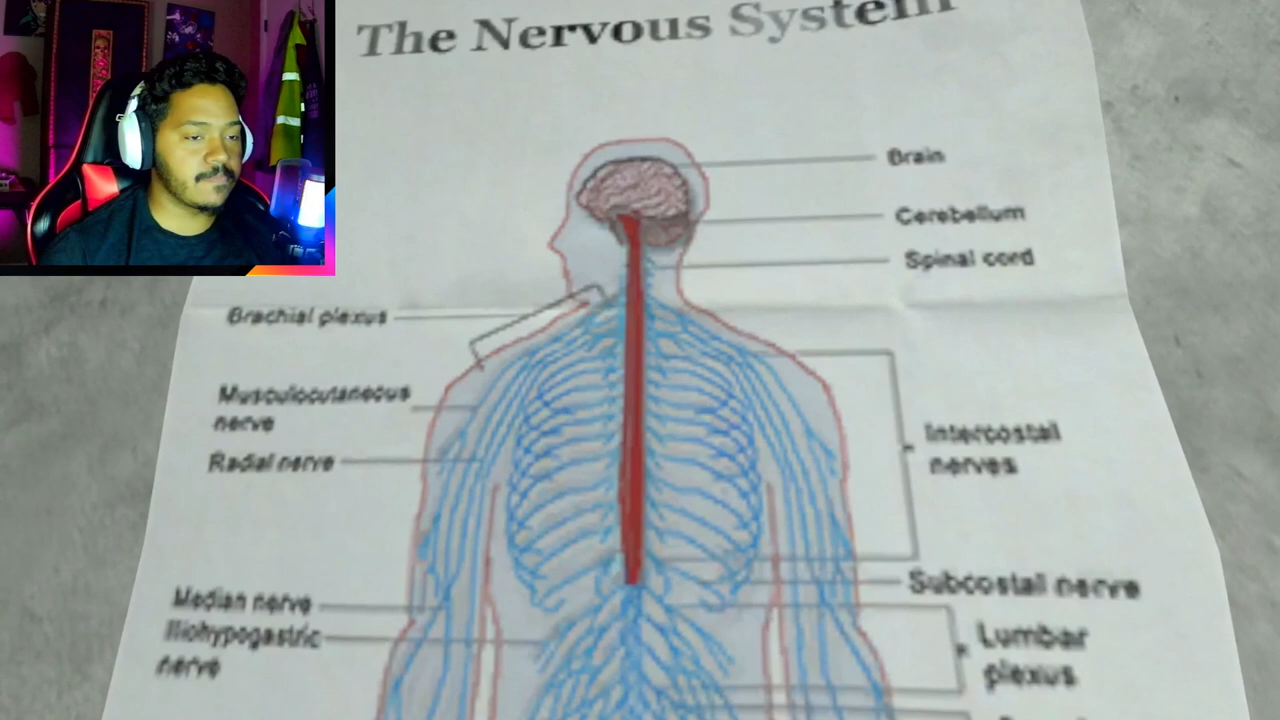 The Nervous System
Brain
Cerebellum
Spinal cord
Brachial plexus
Musculocutaneous
nerve
Radial nerve
Intercostal
nerves
Subcostal nerve
Median nerve
Iliohypogastric
nerve
Lumbar
plexus